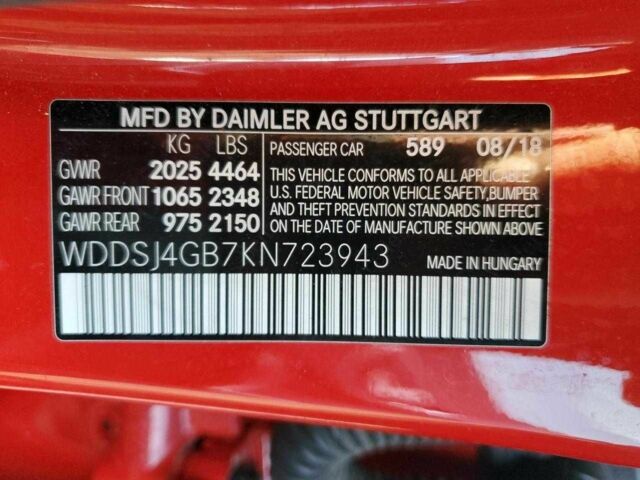 MFD BY DAIMLER AG STUTTGART
KG LBS
GVWR 2025 4464
GAWR FRONT 1065 2348
GAWR REAR 975 2150
PASSENGER CAR 589 08/18
THIS VEHICLE CONFORMS TO ALL APPLICABLE
U.S. FEDERAL MOTOR VEHICLE SAFETY, BUMPER
AND THEFT PREVENTION STANDARDS IN EFFECT
ON THE DATE OF MANUFACTURE SHOWN ABOVE
WDDSJ4GB7KN723943
MADE IN HUNGARY